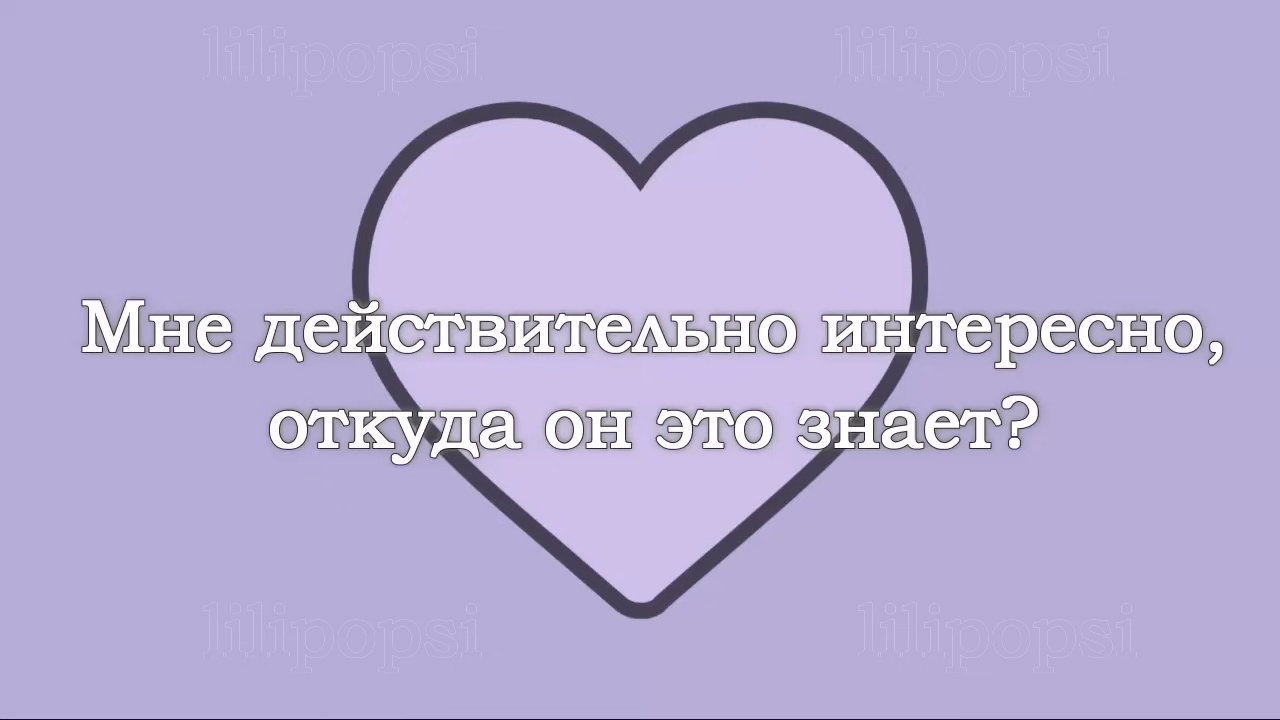 lilipopsi lilipopsi
Мне действительно интересно,
откуда он это знает?
lilipopsi lilipopsi